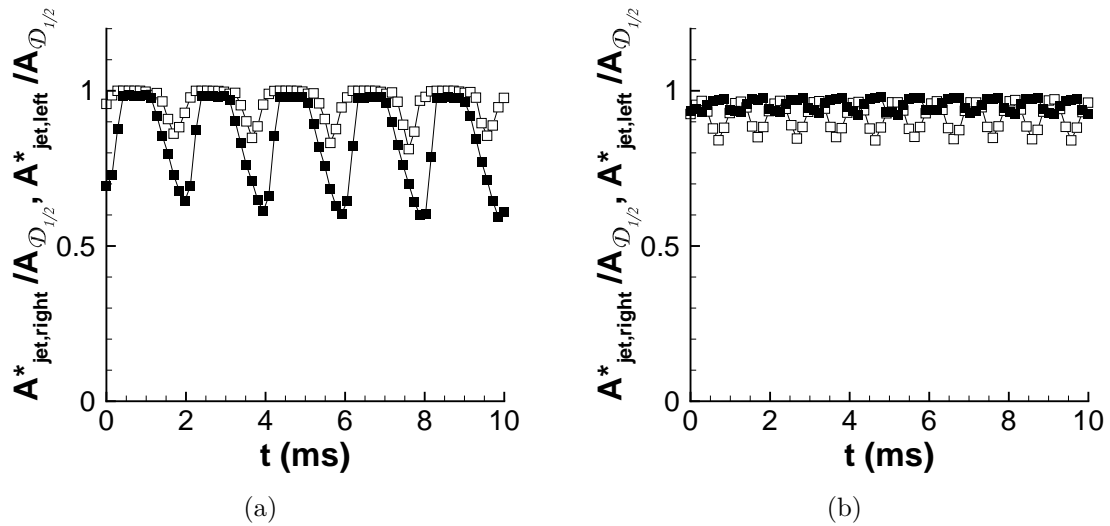 A*jet,right/A𝒟1/2, A*jet,left/A𝒟1/2
1
0.5
0
0 2 4 6 8 10
t (ms)
(a)
A*jet,right/A𝒟1/2, A*jet,left/A𝒟1/2
1
0.5
0
0 2 4 6 8 10
t (ms)
(b)